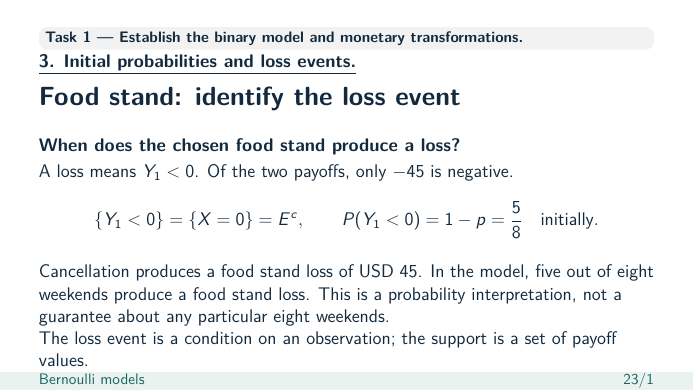 Task 1 — Establish the binary model and monetary transformations.
3. Initial probabilities and loss events.
Food stand: identify the loss event
When does the chosen food stand produce a loss?
A loss means Y₁ < 0. Of the two payoffs, only −45 is negative.
{Y₁ < 0} = {X = 0} = Eᶜ, P(Y₁ < 0) = 1 − p = 5/8 initially.
Cancellation produces a food stand loss of USD 45. In the model, five out of eight
weekends produce a food stand loss. This is a probability interpretation, not a
guarantee about any particular eight weekends.
The loss event is a condition on an observation; the support is a set of payoff
values.
Bernoulli models 23/1